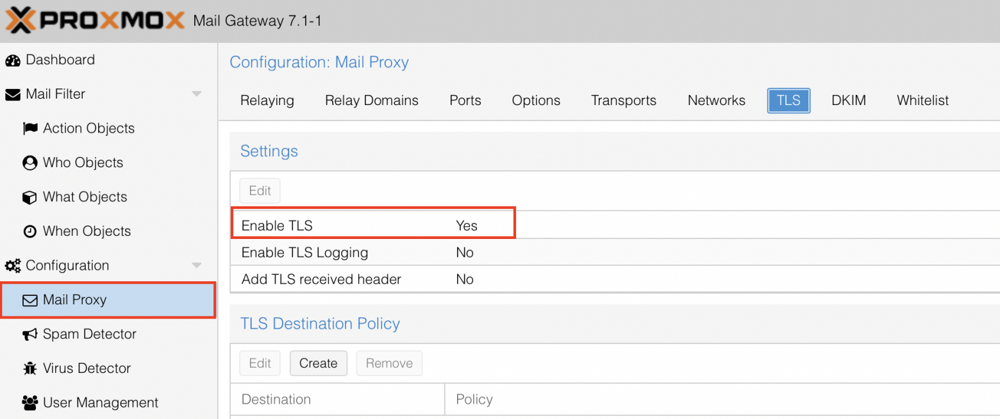 PROXMOX Mail Gateway 7.1-1
Dashboard
Mail Filter
Action Objects
Who Objects
What Objects
When Objects
Configuration
Mail Proxy
Spam Detector
Virus Detector
User Management
Configuration: Mail Proxy
Relaying Relay Domains Ports Options Transports Networks TLS DKIM Whitelist
Settings
Edit
Enable TLS Yes
Enable TLS Logging No
Add TLS received header No
TLS Destination Policy
Edit Create Remove
Destination Policy